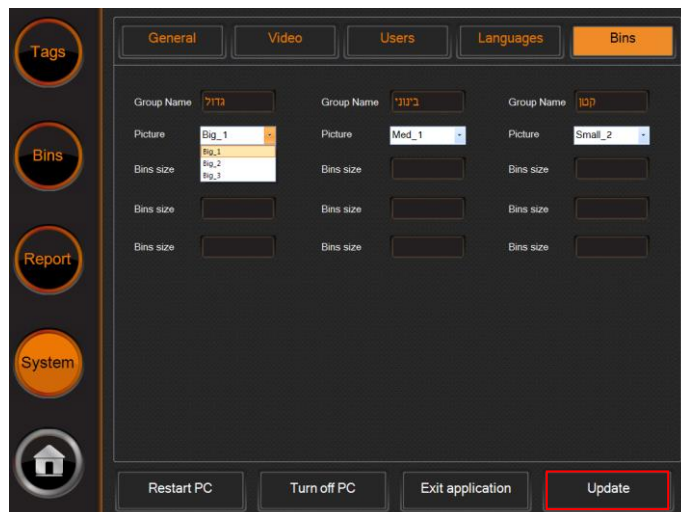 Tags
Bins
Report
System
General Video Users Languages Bins
Group Name גדול Group Name בינוני Group Name קטן
Picture Big_1 Picture Med_1 Picture Small_2
Big_1
Big_2
Big_3
Bins size Bins size Bins size
Bins size Bins size Bins size
Bins size Bins size Bins size
Restart PC Turn off PC Exit application Update